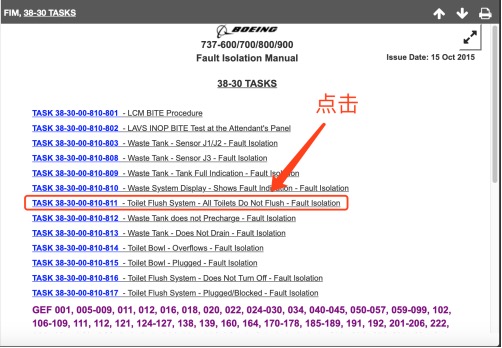 FIM, 38-30 TASKS
BOEING
737-600/700/800/900
Fault Isolation Manual
Issue Date: 15 Oct 2015
38-30 TASKS
点击
TASK 38-30-00-810-801 - LCM BITE Procedure
TASK 38-30-00-810-802 - LAVS INOP BITE Test at the Attendant's Panel
TASK 38-30-00-810-803 - Waste Tank - Sensor J1/J2 - Fault Isolation
TASK 38-30-00-810-808 - Waste Tank - Sensor J3 - Fault Isolation
TASK 38-30-00-810-809 - Waste Tank - Tank Full Indication - Fault Isolation
TASK 38-30-00-810-810 - Waste System Display - Shows Fault Indication - Fault Isolation
TASK 38-30-00-810-811 - Toilet Flush System - All Toilets Do Not Flush - Fault Isolation
TASK 38-30-00-810-812 - Waste Tank does not Precharge - Fault Isolation
TASK 38-30-00-810-813 - Waste Tank - Does Not Drain - Fault Isolation
TASK 38-30-00-810-814 - Toilet Bowl - Overflows - Fault Isolation
TASK 38-30-00-810-815 - Toilet Bowl - Plugged - Fault Isolation
TASK 38-30-00-810-816 - Toilet Flush System - Does Not Turn Off - Fault Isolation
TASK 38-30-00-810-817 - Toilet Flush System - Plugged/Blocked - Fault Isolation
GEF 001, 005-009, 011, 012, 016, 018, 020, 022, 024-030, 034, 040-045, 050-057, 059-099, 102,
106-109, 111, 112, 121, 124-127, 138, 139, 160, 164, 170-178, 185-189, 191, 192, 201-206, 222,